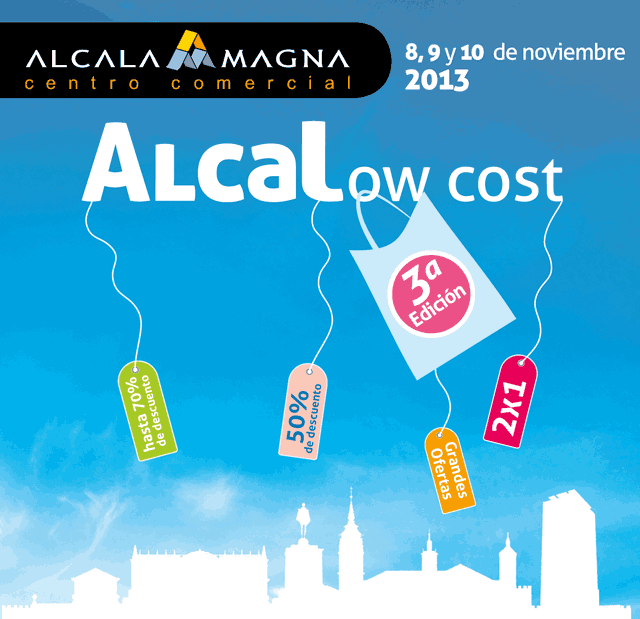 ALCALA MAGNA
centro comercial
8, 9 y 10 de noviembre
2013
ALcaLow cost
3ª
Edición
hasta 70%
de descuento
50%
de descuento
Grandes
Ofertas
2x1